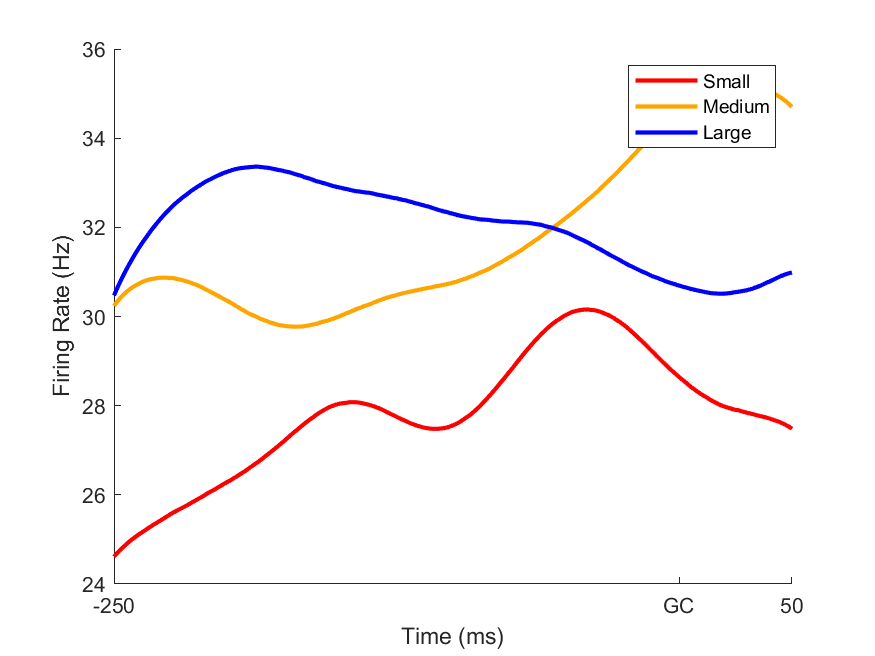 36
34
32
30
28
26
24
Firing Rate (Hz)
Small
Medium
Large
-250
GC
50
Time (ms)